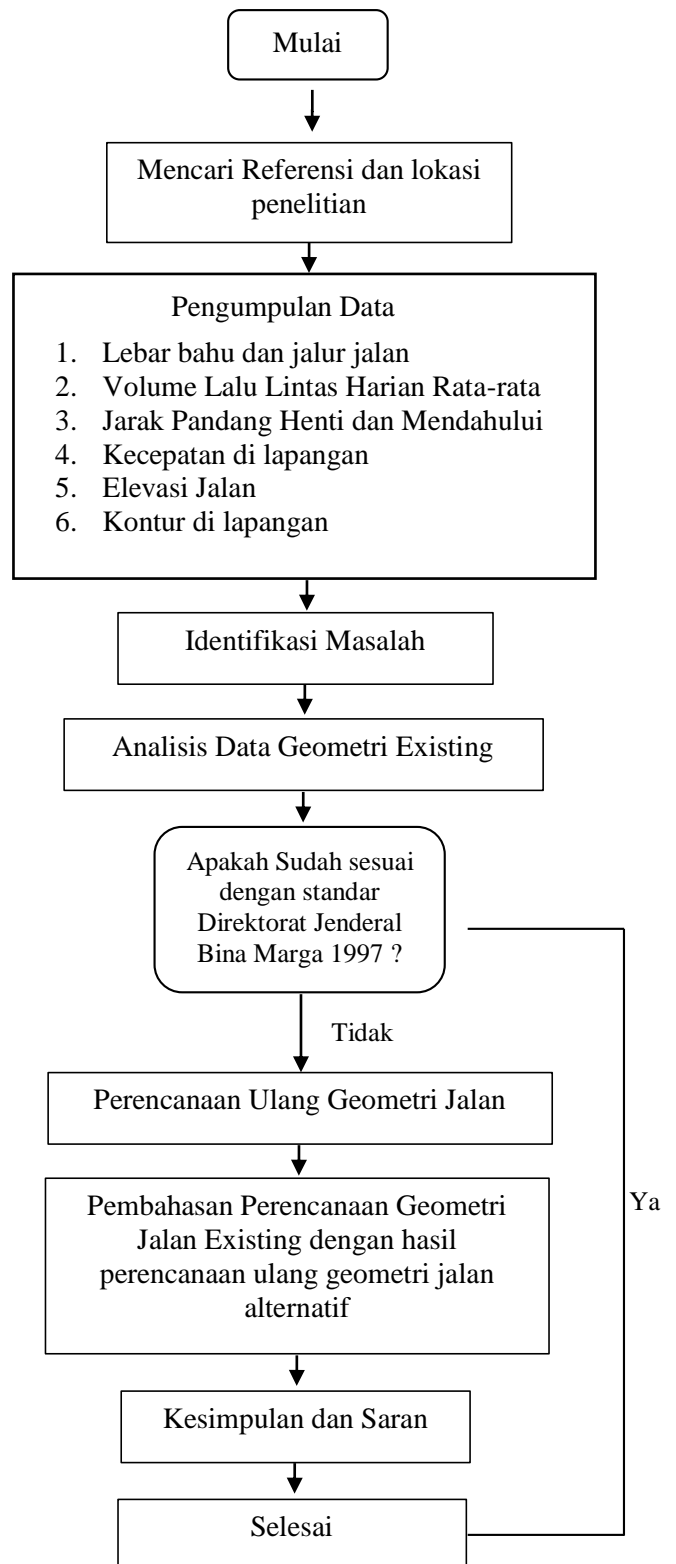 Mulai
Mencari Referensi dan lokasi
penelitian
Pengumpulan Data
1. Lebar bahu dan jalur jalan
2. Volume Lalu Lintas Harian Rata-rata
3. Jarak Pandang Henti dan Mendahului
4. Kecepatan di lapangan
5. Elevasi Jalan
6. Kontur di lapangan
Identifikasi Masalah
Analisis Data Geometri Existing
Apakah Sudah sesuai
dengan standar
Direktorat Jenderal
Bina Marga 1997 ?
Tidak
Perencanaan Ulang Geometri Jalan
Pembahasan Perencanaan Geometri
Jalan Existing dengan hasil
perencanaan ulang geometri jalan
alternatif
Ya
Kesimpulan dan Saran
Selesai